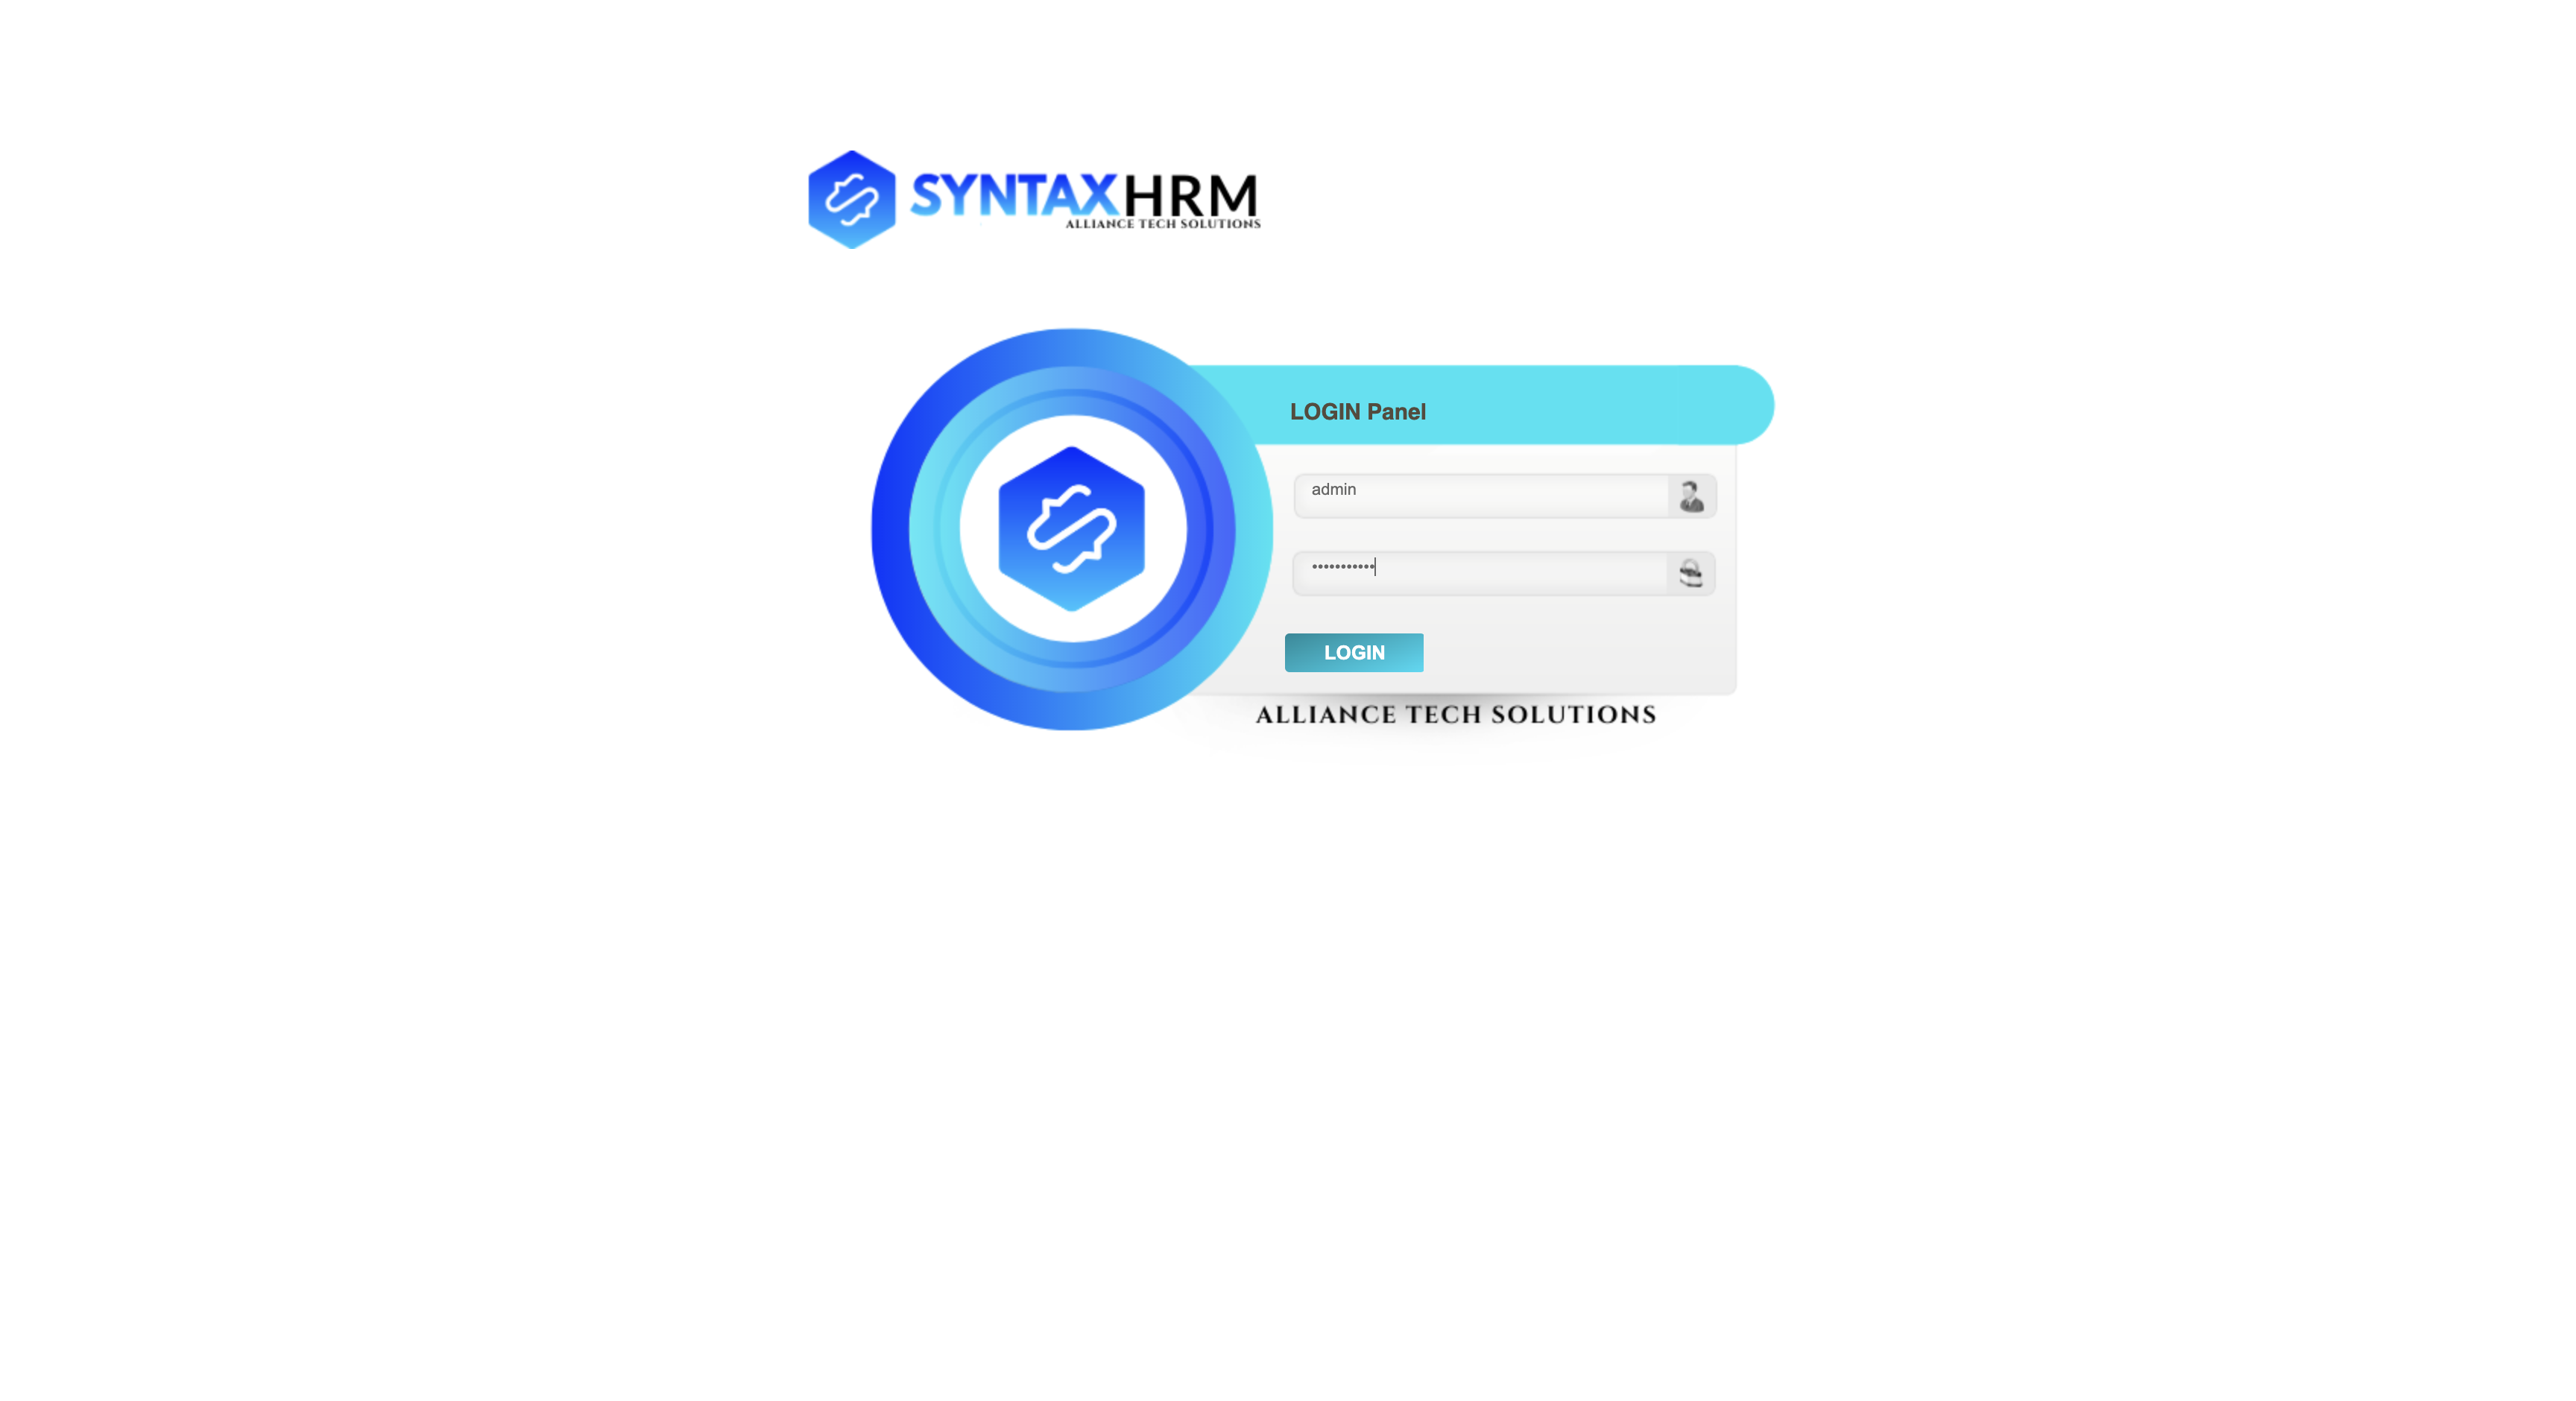 SYNTAXHRM
ALLIANCE TECH SOLUTIONS
LOGIN Panel
admin
•••••••••••
LOGIN
ALLIANCE TECH SOLUTIONS